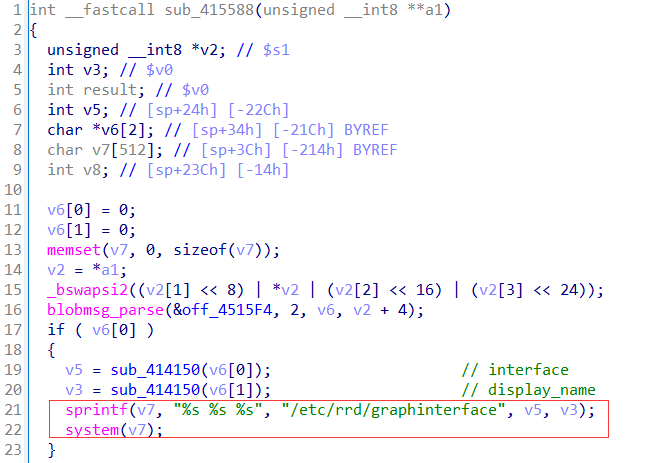 1 int __fastcall sub_415588(unsigned __int8 **a1)
2 {
3 unsigned __int8 *v2; // $s1
4 int v3; // $v0
5 int result; // $v0
6 int v5; // [sp+24h] [-22Ch]
7 char *v6[2]; // [sp+34h] [-21Ch] BYREF
8 char v7[512]; // [sp+3Ch] [-214h] BYREF
9 int v8; // [sp+23Ch] [-14h]
10
11 v6[0] = 0;
12 v6[1] = 0;
13 memset(v7, 0, sizeof(v7));
14 v2 = *a1;
15 _bswapsi2((v2[1] << 8) | *v2 | (v2[2] << 16) | (v2[3] << 24));
16 blobmsg_parse(&off_4515F4, 2, v6, v2 + 4);
17 if ( v6[0] )
18 {
19 v5 = sub_414150(v6[0]); // interface
20 v3 = sub_414150(v6[1]); // display_name
21 sprintf(v7, "%s %s %s", "/etc/rrd/graphinterface", v5, v3);
22 system(v7);
23 }